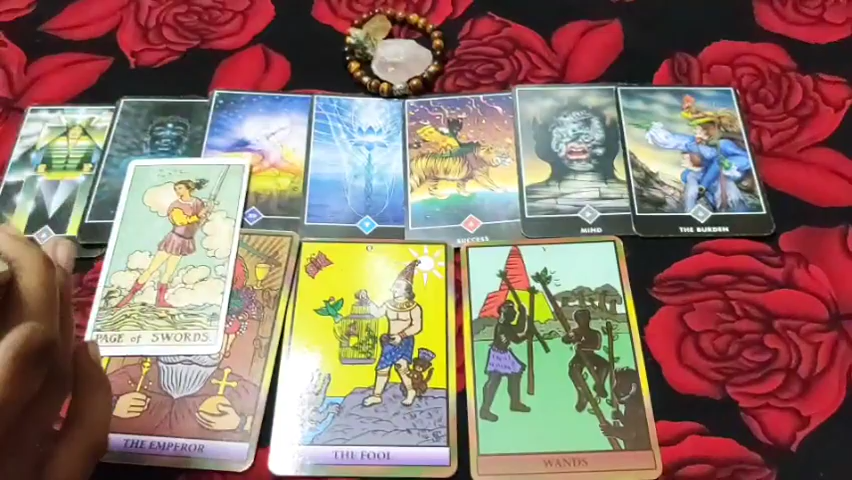 SUCCESS
MIND
THE BURDEN
PAGE of SWORDS.
THE EMPEROR
THE FOOL
WANDS